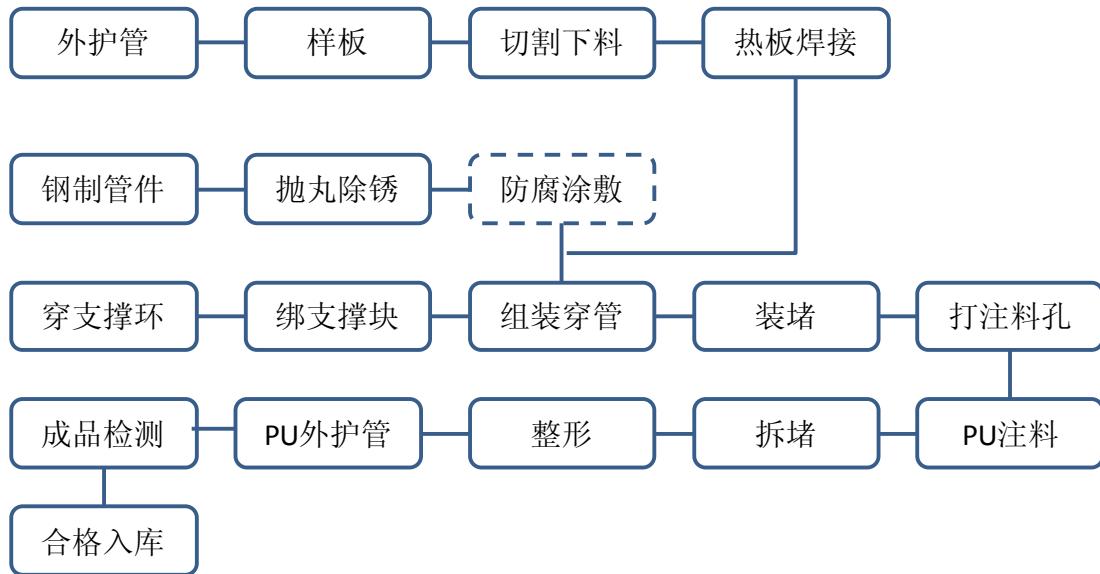 外护管
样板
切割下料
热板焊接
钢制管件
抛丸除锈
防腐涂敷
穿支撑环
绑支撑块
组装穿管
装堵
打注料孔
成品检测
PU外护管
整形
拆堵
PU注料
合格入库